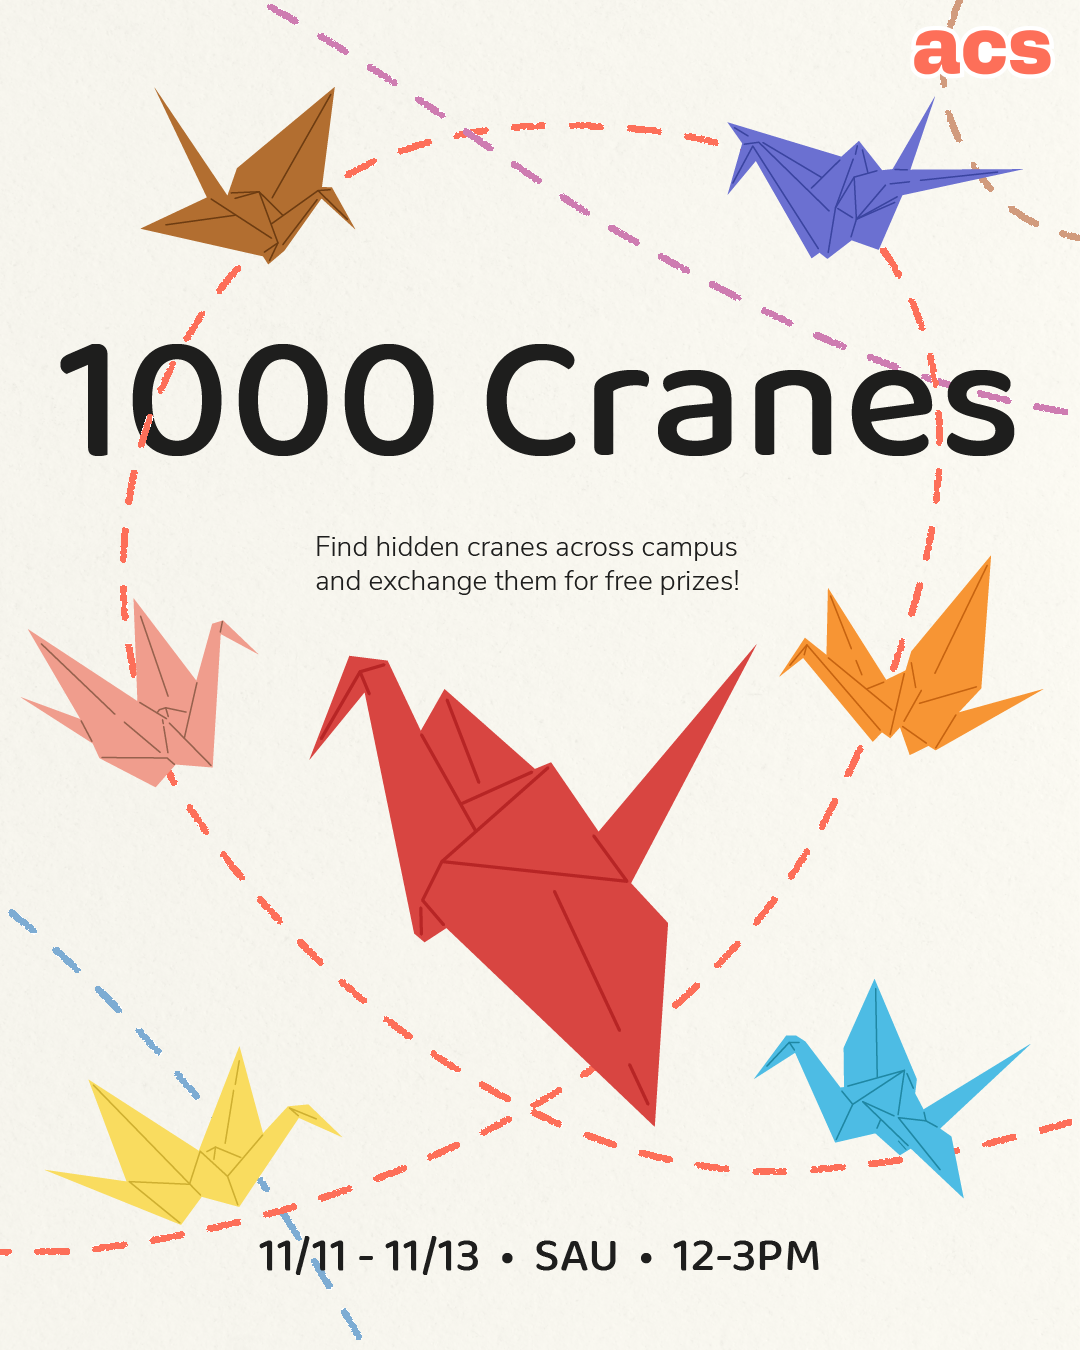 acs
1000 Cranes
Find hidden cranes across campus
and exchange them for free prizes!
11/11 - 11/13 • SAU • 12-3PM